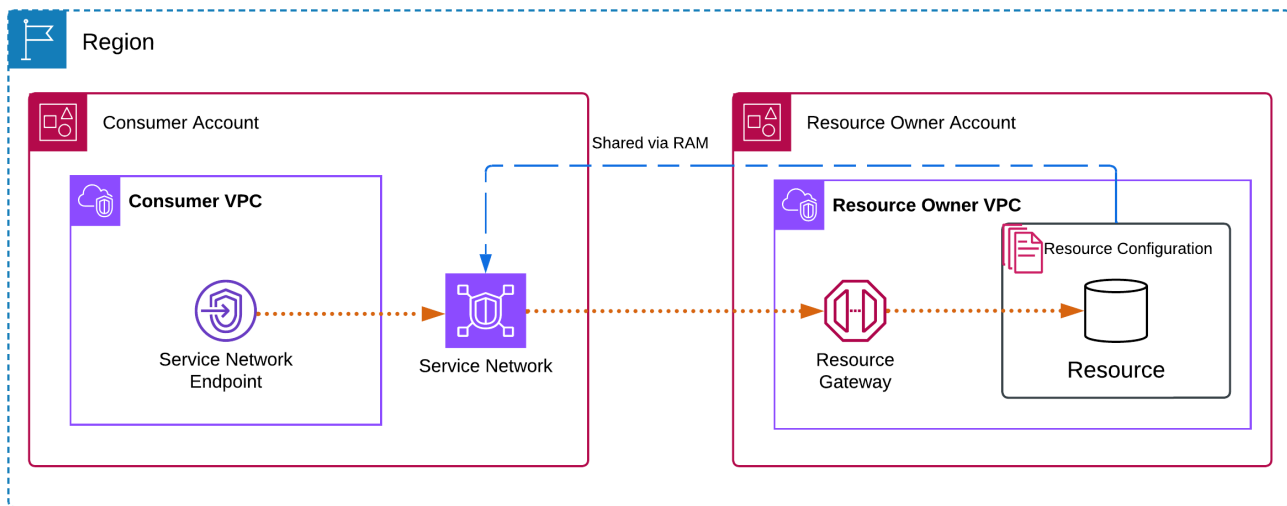 Region
Consumer Account
Shared via RAM
Resource Owner Account
Consumer VPC
Resource Owner VPC
Resource Configuration
Service Network
Endpoint
Service Network
Resource
Gateway
Resource